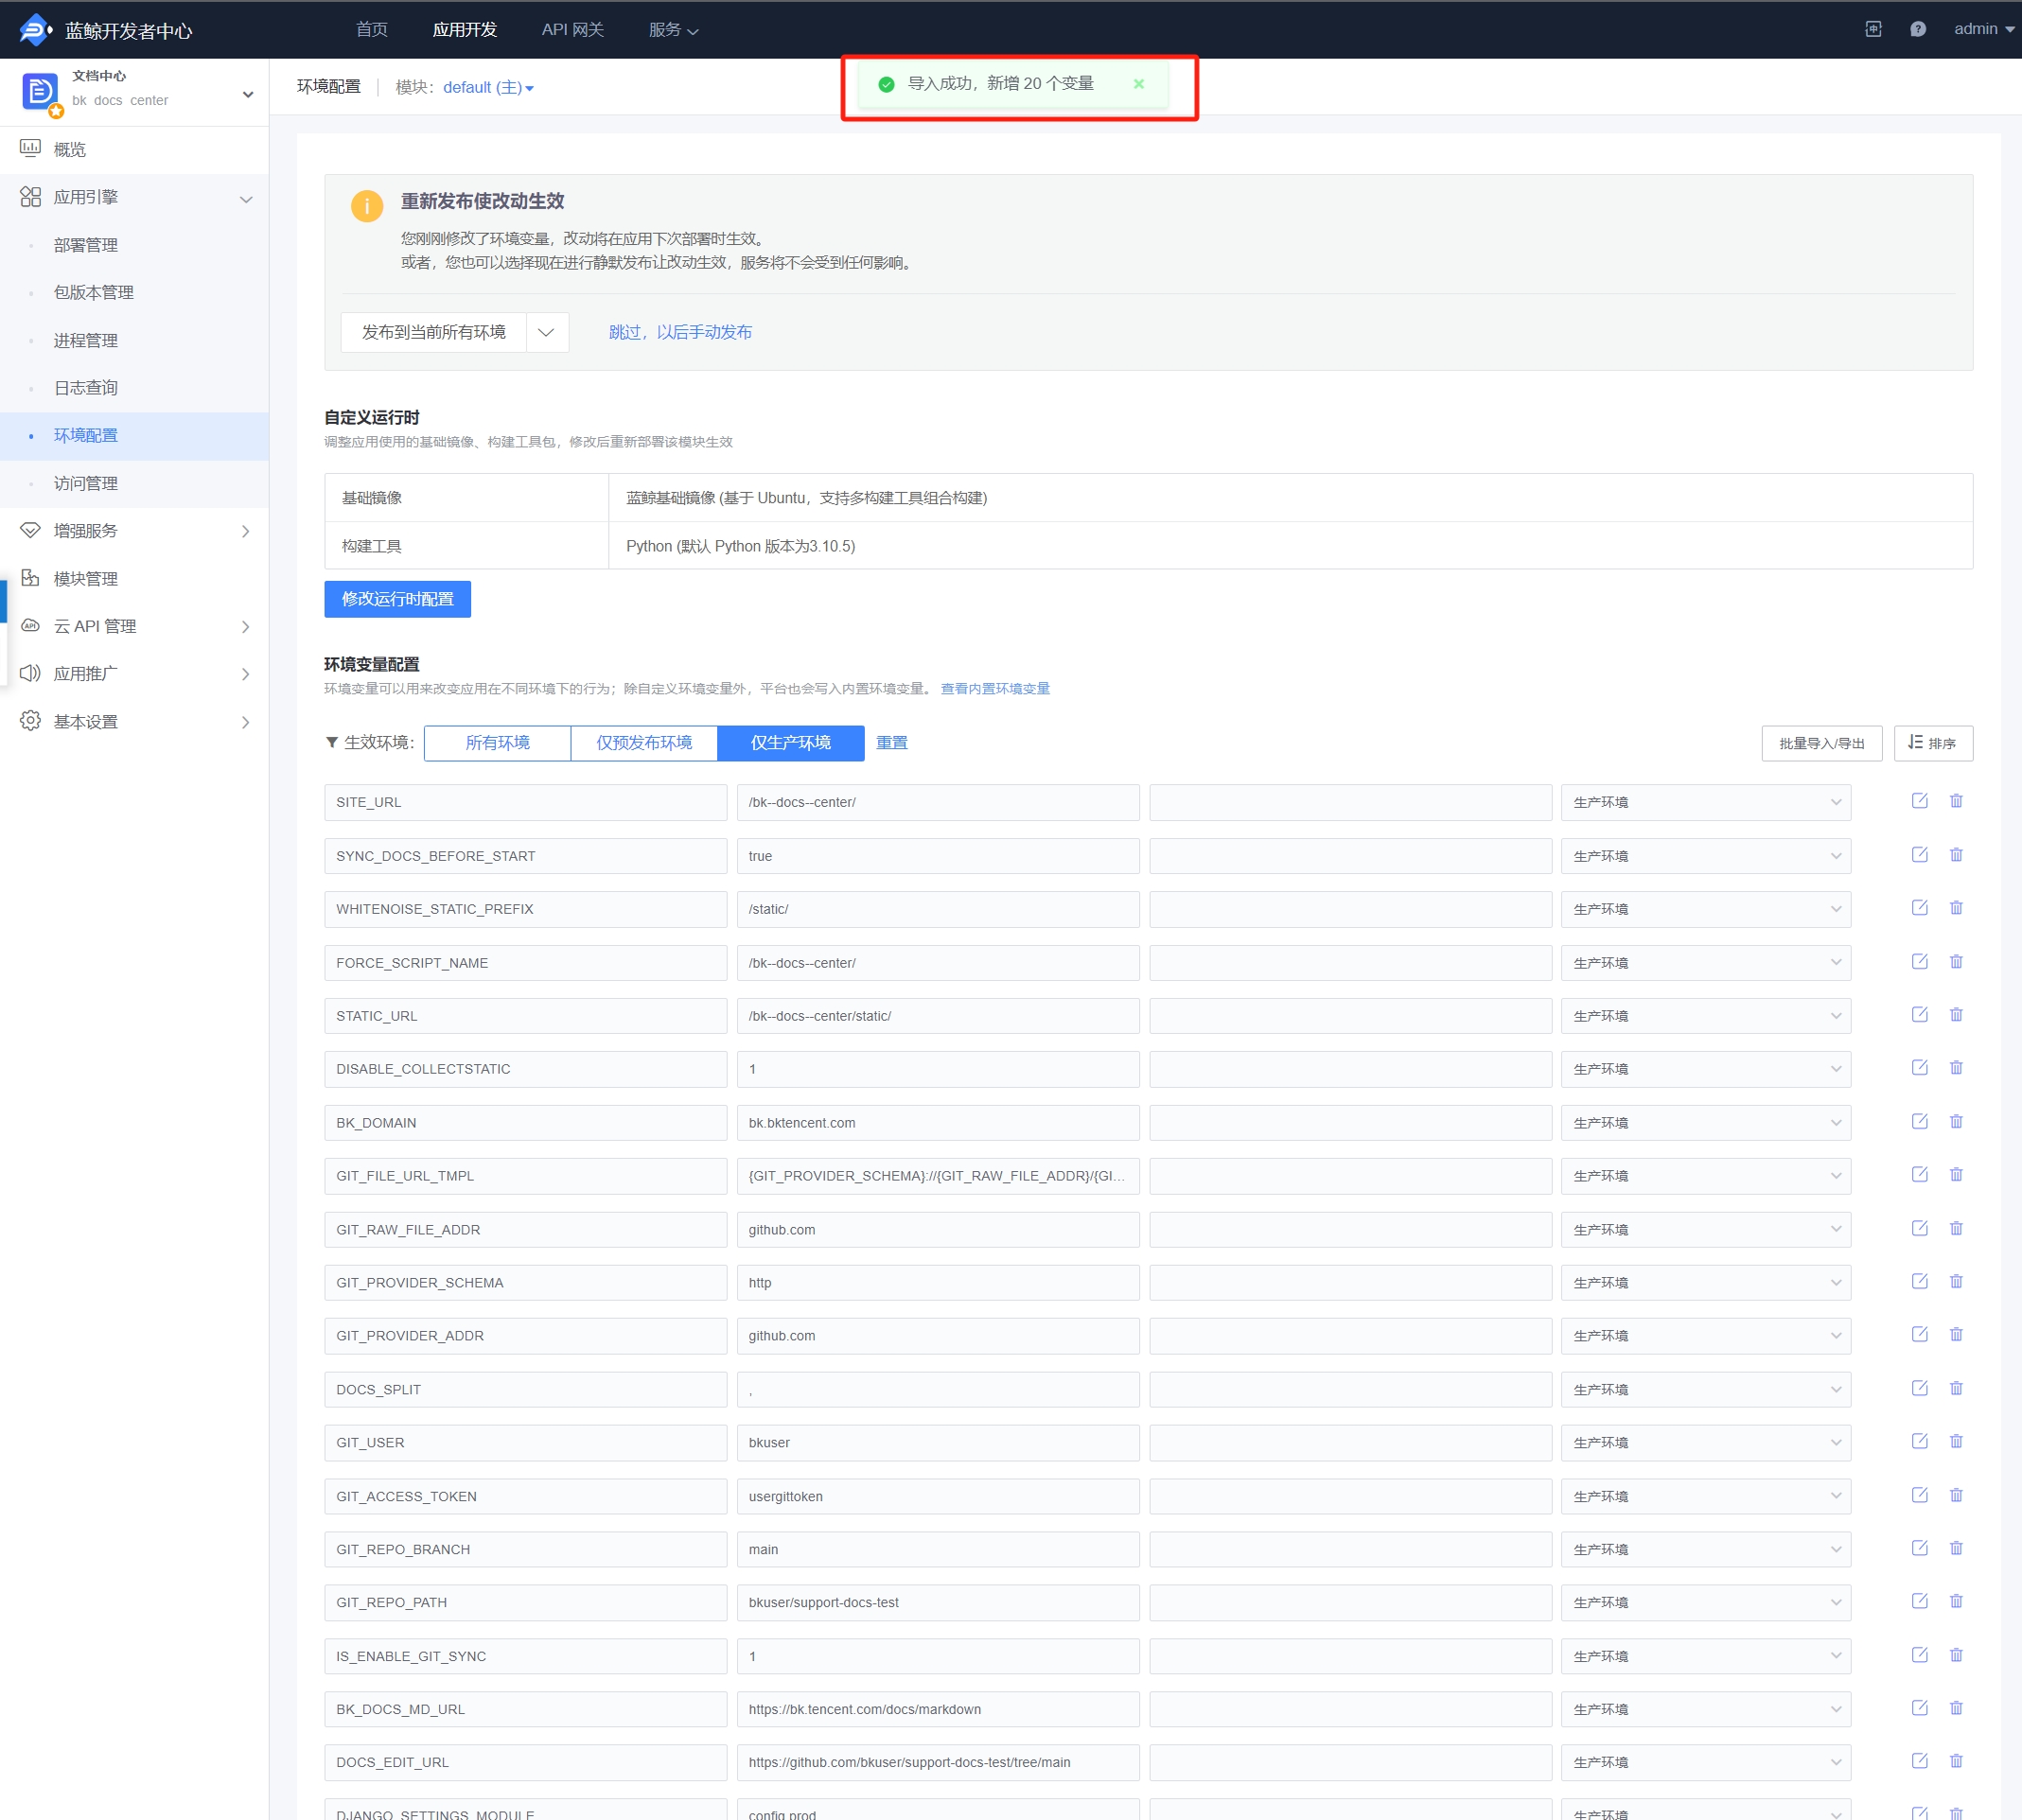 蓝鲸开发者中心 首页 应用开发 API 网关 服务 admin
文档中心
bk docs center
环境配置 模块： default (主)
导入成功，新增 20 个变量
概览
应用引擎
部署管理
包版本管理
进程管理
日志查询
环境配置
访问管理
增强服务
模块管理
云 API 管理
应用推广
基本设置
重新发布使改动生效
您刚刚修改了环境变量，改动将在应用下次部署时生效。
或者，您也可以选择现在进行静默发布让改动生效，服务将不会受到任何影响。
发布到当前所有环境 跳过，以后手动发布
自定义运行时
调整应用使用的基础镜像、构建工具包，修改后重新部署该模块生效
基础镜像 蓝鲸基础镜像 (基于 Ubuntu，支持多构建工具组合构建)
构建工具 Python (默认 Python 版本为3.10.5)
修改运行时配置
环境变量配置
环境变量可以用来改变应用在不同环境下的行为；除自定义环境变量外，平台也会写入内置环境变量。 查看内置环境变量
生效环境： 所有环境 仅预发布环境 仅生产环境 重置 批量导入/导出 排序
SITE_URL /bk--docs--center/ 生产环境
SYNC_DOCS_BEFORE_START true 生产环境
WHITENOISE_STATIC_PREFIX /static/ 生产环境
FORCE_SCRIPT_NAME /bk--docs--center/ 生产环境
STATIC_URL /bk--docs--center/static/ 生产环境
DISABLE_COLLECTSTATIC 1 生产环境
BK_DOMAIN bk.bktencent.com 生产环境
GIT_FILE_URL_TMPL {GIT_PROVIDER_SCHEMA}://{GIT_RAW_FILE_ADDR}/{GI... 生产环境
GIT_RAW_FILE_ADDR github.com 生产环境
GIT_PROVIDER_SCHEMA http 生产环境
GIT_PROVIDER_ADDR github.com 生产环境
DOCS_SPLIT , 生产环境
GIT_USER bkuser 生产环境
GIT_ACCESS_TOKEN usergittoken 生产环境
GIT_REPO_BRANCH main 生产环境
GIT_REPO_PATH bkuser/support-docs-test 生产环境
IS_ENABLE_GIT_SYNC 1 生产环境
BK_DOCS_MD_URL https://bk.tencent.com/docs/markdown 生产环境
DOCS_EDIT_URL https://github.com/bkuser/support-docs-test/tree/main 生产环境
DJANGO_SETTINGS_MODULE config.prod 生产环境